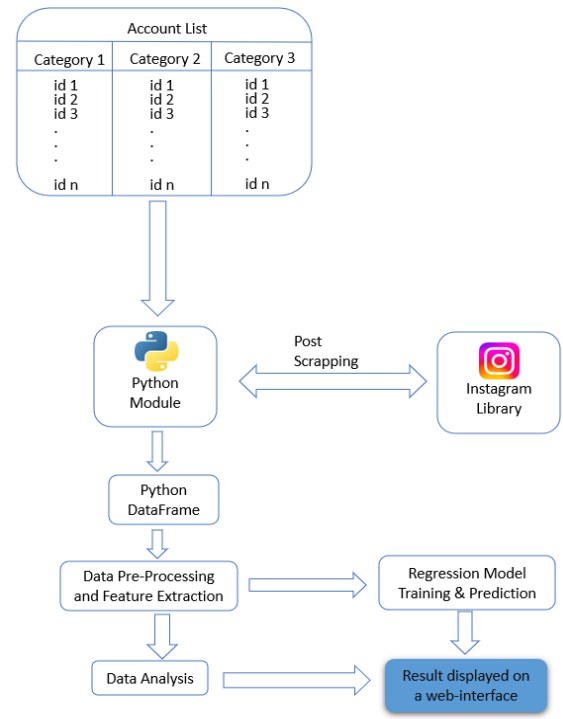 Account List
Category 1 Category 2 Category 3
id 1 id 1 id 1
id 2 id 2 id 2
id 3 id 3 id 3
. . .
. . .
. . .
id n id n id n
Post
Scrapping
Python
Module
Instagram
Library
Python
DataFrame
Data Pre-Processing
and Feature Extraction
Regression Model
Training & Prediction
Data Analysis
Result displayed on
a web-interface